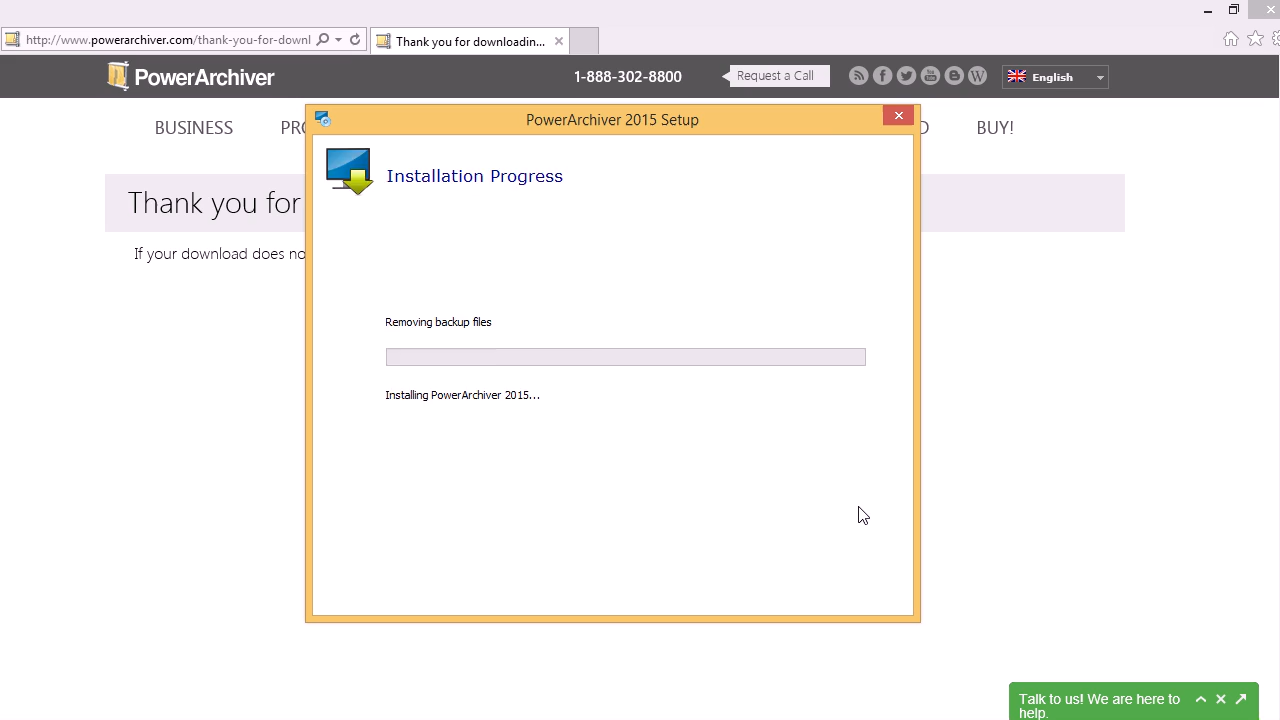 http://www.powerarchiver.com/thank-you-for-downl
Thank you for downloadin...
PowerArchiver
1-888-302-8800
Request a Call
English
BUSINESS
PRO
D
BUY!
PowerArchiver 2015 Setup
Installation Progress
Thank you for
If your download does no
Removing backup files
Installing PowerArchiver 2015...
Talk to us! We are here to
help.